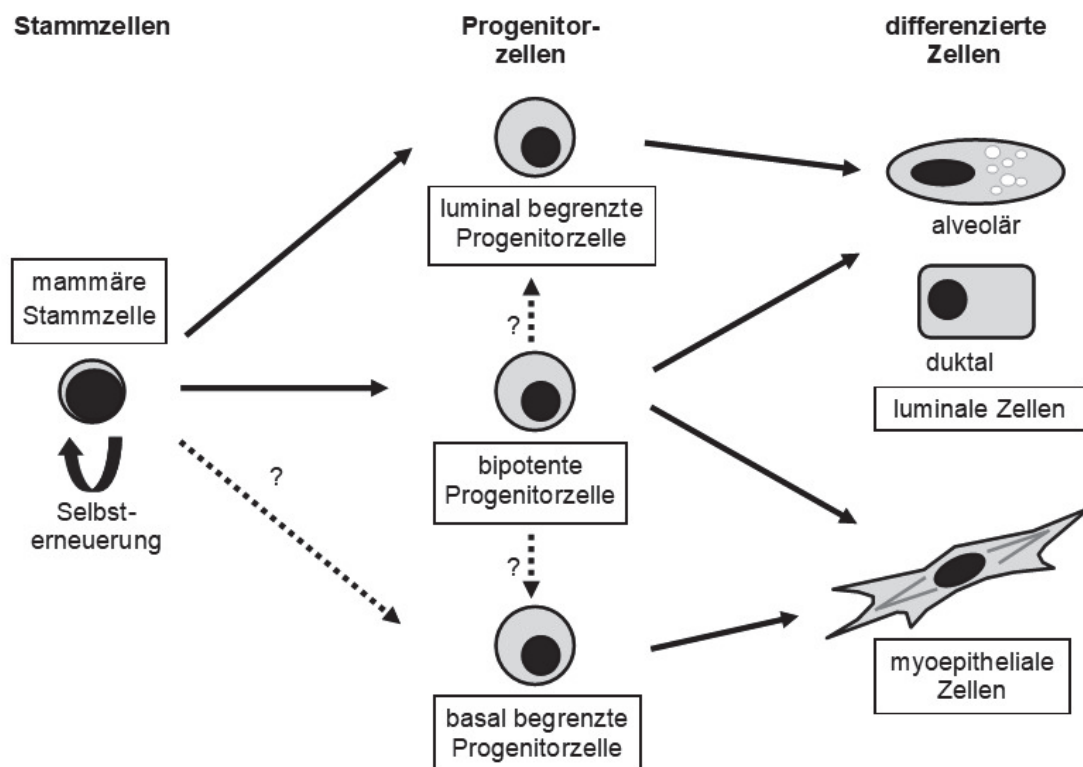 Stammzellen
Progenitor-
zellen
differenzierte
Zellen
luminal begrenzte
Progenitorzelle
alveolär
mammäre
Stammzelle
?
duktal
luminale Zellen
bipotente
Progenitorzelle
?
Selbst-
erneuerung
?
basal begrenzte
Progenitorzelle
myoepitheliale
Zellen